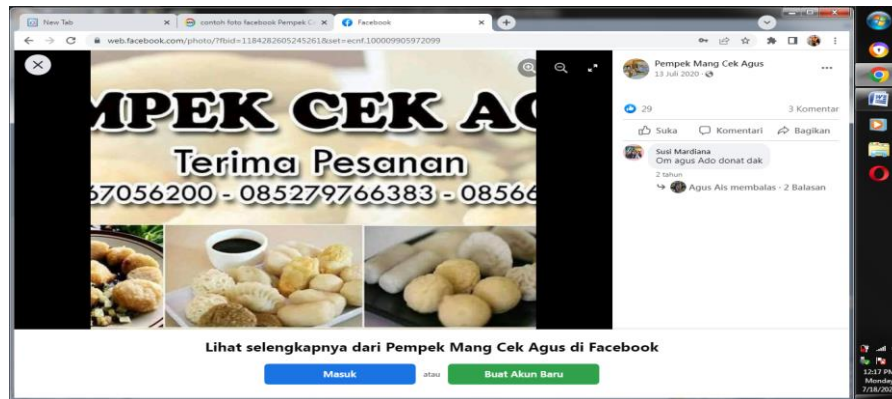 New Tab
contoh foto facebook Pempek C
Facebook
web.facebook.com/photo/?fbid=1184282605245261&set=ecnf.100009905972099
MPEK CEK AG
Terima Pesanan
67056200 - 085279766383 - 08566
Pempek Mang Cek Agus
13 Juli 2020
29
3 Komentar
Suka
Komentari
Bagikan
Susi Mardiana
Om agus Ado donat dak
2 tahun
Agus Als membalas · 2 Balasan
Lihat selengkapnya dari Pempek Mang Cek Agus di Facebook
Masuk
atau
Buat Akun Baru
12:17 PM
Monday
7/18/202